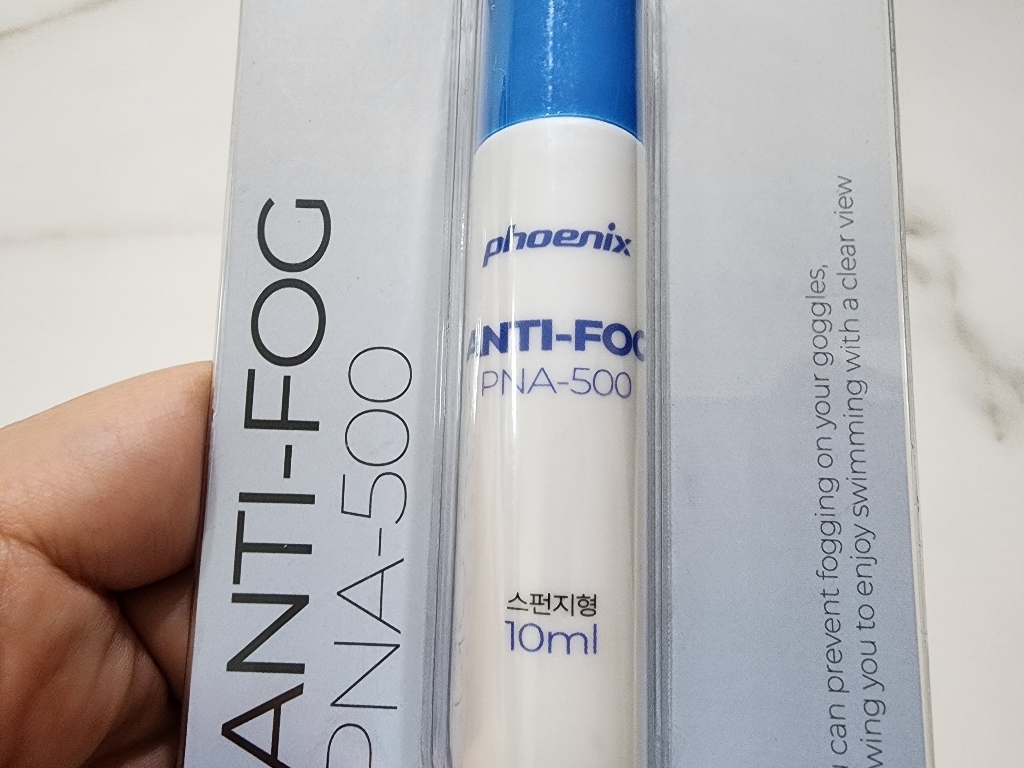 ANTI-FOG
PNA-500
phoenix
ANTI-FOG
PNA-500
스펀지형
10ml
can prevent fogging on your goggles,
you to enjoy swimming with a clear view